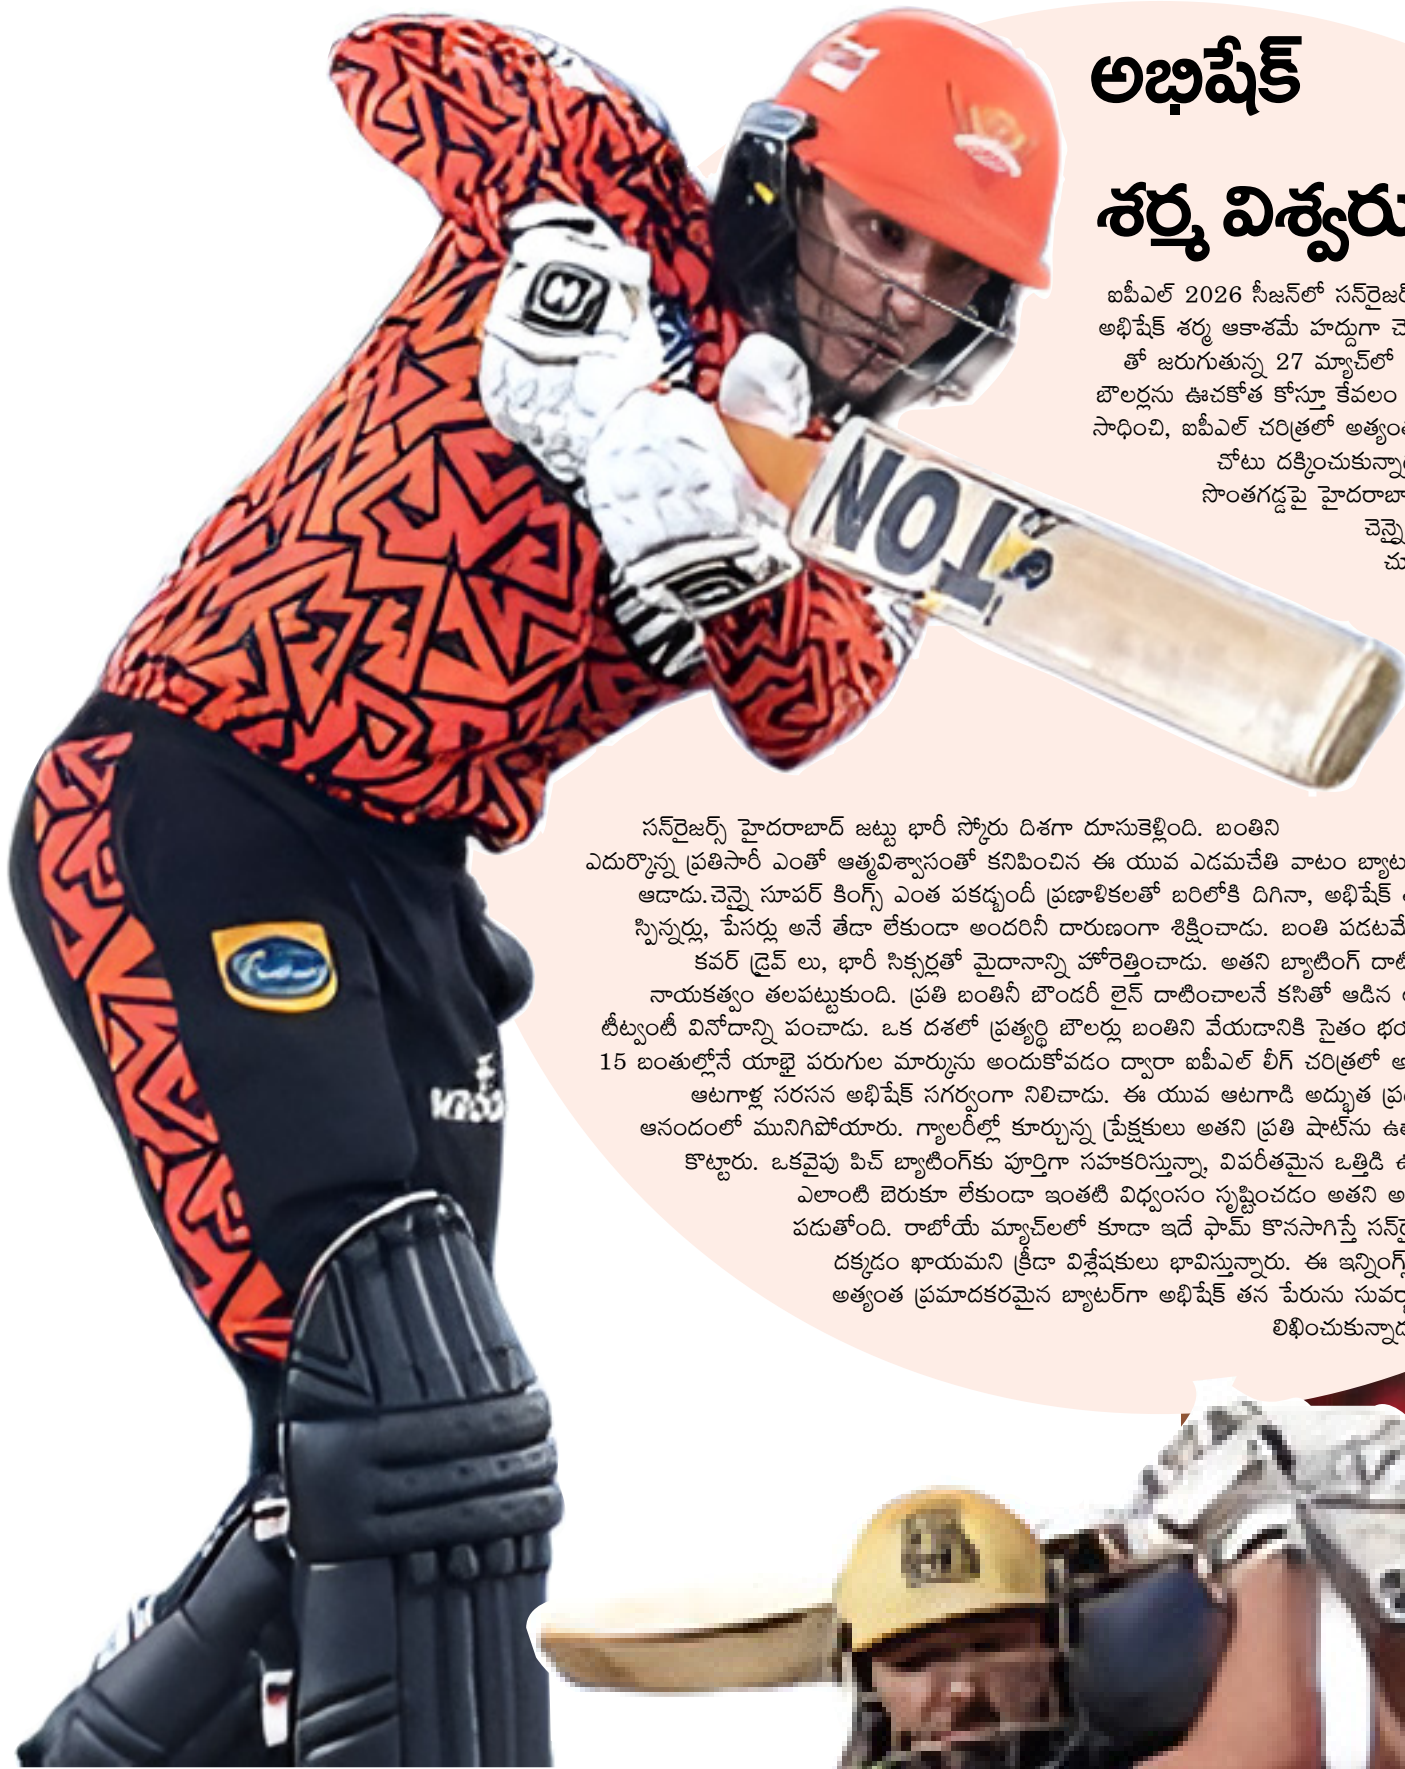 అభిషేక్
శర్మ విశ్వరు
ఐపీఎల్ 2026 సీజన్‌లో సన్‌రైజర్
అభిషేక్ శర్మ ఆకాశమే హద్దుగా చె
తో జరుగుతున్న 27 మ్యాచ్‌లో
బౌలర్లను ఊచకోత కోస్తూ కేవలం
సాధించి, ఐపీఎల్ చరిత్రలో అత్యంత
చోటు దక్కించుకున్నా
సొంతగడ్డపై హైదరాబా
చెన్నై
చు
NOT
సన్‌రైజర్స్ హైదరాబాద్ జట్టు భారీ స్కోరు దిశగా దూసుకెళ్లింది. బంతిని
ఎదుర్కొన్న ప్రతిసారీ ఎంతో ఆత్మవిశ్వాసంతో కనిపించిన ఈ యువ ఎడమచేతి వాటం బ్యాట
ఆడాడు.చెన్నై సూపర్ కింగ్స్ ఎంత పకడ్బందీ ప్రణాళికలతో బరిలోకి దిగినా, అభిషేక్
స్పిన్నర్లు, పేసర్లు అనే తేడా లేకుండా అందరినీ దారుణంగా శిక్షించాడు. బంతి పడటమే
కవర్ డ్రైవ్ లు, భారీ సిక్సర్లతో మైదానాన్ని హోరెత్తించాడు. అతని బ్యాటింగ్ దాటి
నాయకత్వం తలపట్టుకుంది. ప్రతి బంతినీ బౌండరీ లైన్ దాటించాలనే కసితో ఆడిన
టీట్వంటీ వినోదాన్ని పంచాడు. ఒక దశలో ప్రత్యర్థి బౌలర్లు బంతిని వేయడానికి సైతం భయ
15 బంతుల్లోనే యాభై పరుగుల మార్కును అందుకోవడం ద్వారా ఐపీఎల్ లీగ్ చరిత్రలో అ
ఆటగాళ్ల సరసన అభిషేక్ సగర్వంగా నిలిచాడు. ఈ యువ ఆటగాడి అద్భుత ప్ర
ఆనందంలో మునిగిపోయారు. గ్యాలరీల్లో కూర్చున్న ప్రేక్షకులు అతని ప్రతి షాట్‌ను ఉ
కొట్టారు. ఒకవైపు పిచ్ బ్యాటింగ్‌కు పూర్తిగా సహకరిస్తున్నా, విపరీతమైన ఒత్తిడి ఉ
ఎలాంటి బెరుకూ లేకుండా ఇంతటి విధ్వంసం సృష్టించడం అతని అ
పడుతోంది. రాబోయే మ్యాచ్‌లలో కూడా ఇదే ఫామ్ కొనసాగిస్తే సన్‌రై
దక్కడం ఖాయమని క్రీడా విశ్లేషకులు భావిస్తున్నారు. ఈ ఇన్నింగ్స్
అత్యంత ప్రమాదకరమైన బ్యాటర్‌గా అభిషేక్ తన పేరును సువర్ణ
లిఖించుకున్నాడ